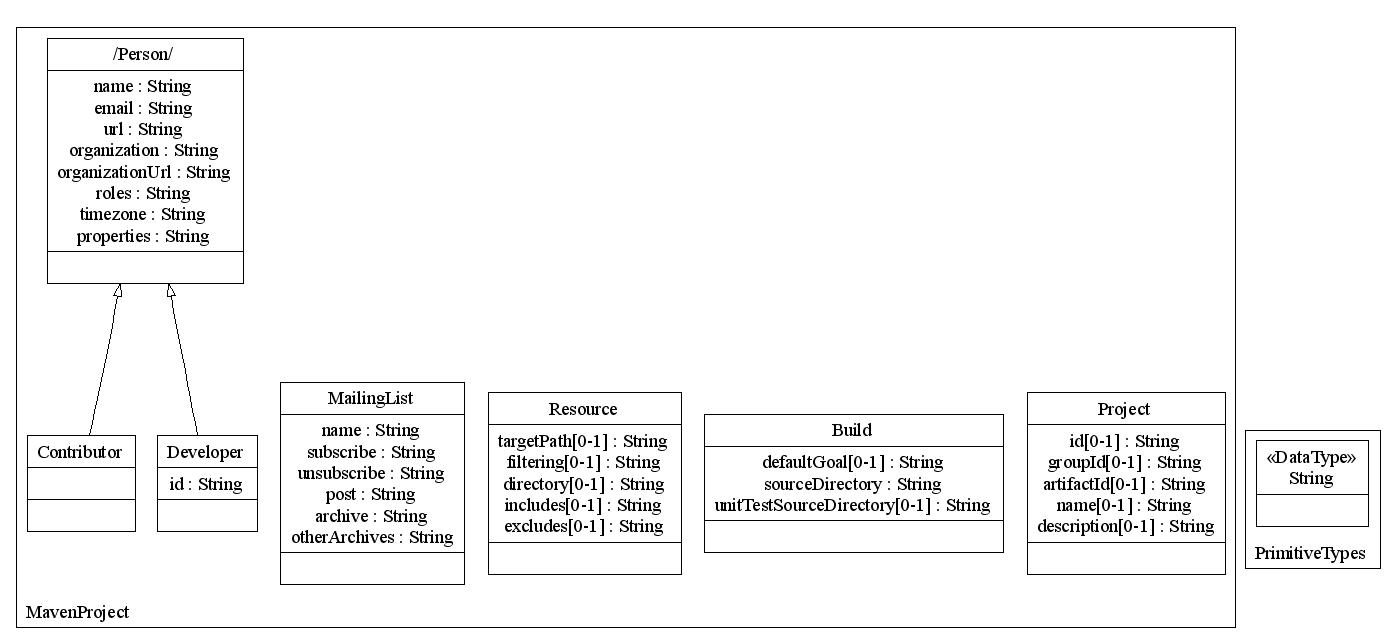 /Person/
name : String
email : String
url : String
organization : String
organizationUrl : String
roles : String
timezone : String
properties : String
Contributor
Developer
id : String
MailingList
name : String
subscribe : String
unsubscribe : String
post : String
archive : String
otherArchives : String
Resource
targetPath[0-1] : String
filtering[0-1] : String
directory[0-1] : String
includes[0-1] : String
excludes[0-1] : String
Build
defaultGoal[0-1] : String
sourceDirectory : String
unitTestSourceDirectory[0-1] : String
Project
id[0-1] : String
groupId[0-1] : String
artifactId[0-1] : String
name[0-1] : String
description[0-1] : String
MavenProject
«DataType»
String
PrimitiveTypes